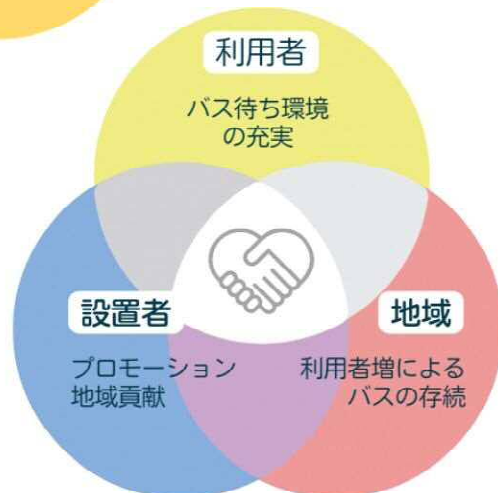 利用者
バス待ち環境
の充実
設置者
プロモーション
地域貢献
地域
利用者増による
バスの存続